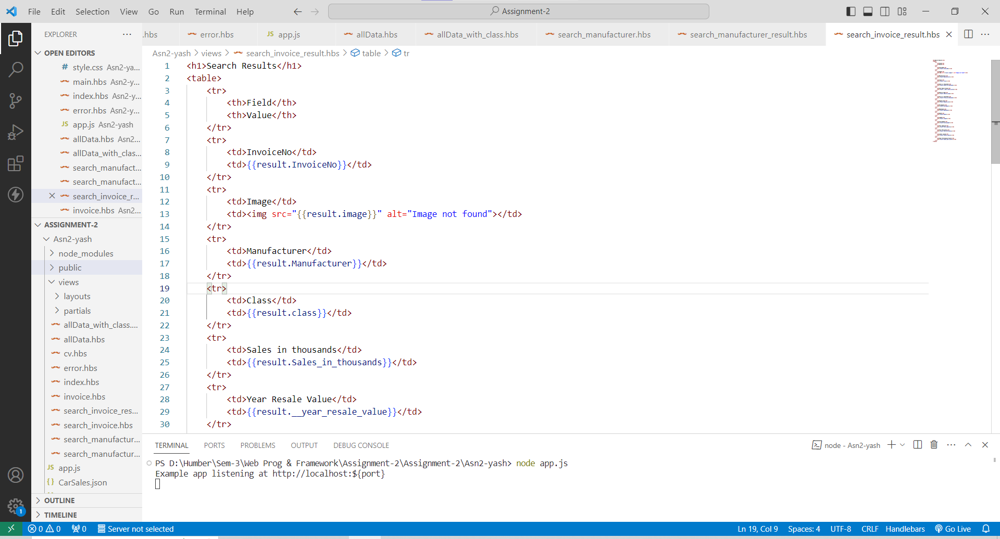 File Edit Selection View Go Run Terminal Help
Assignment-2
EXPLORER
OPEN EDITORS
# style.css Asn2-ya...
main.hbs Asn2-y...
index.hbs Asn2-y...
error.hbs Asn2-y...
JS app.js Asn2-yash
allData.hbs Asn2...
allData_with_clas...
search_manufact...
search_manufact...
search_invoice_r...
invoice.hbs Asn2...
ASSIGNMENT-2
Asn2-yash
node_modules
public
views
layouts
partials
allData_with_class....
allData.hbs
cv.hbs
error.hbs
index.hbs
invoice.hbs
search_invoice_res...
search_invoice.hbs
search_manufactur...
search_manufactur...
JS app.js
{} CarSales.json
OUTLINE
TIMELINE
.hbs error.hbs JS app.js allData.hbs allData_with_class.hbs search_manufacturer.hbs search_manufacturer_result.hbs search_invoice_result.hbs
Asn2-yash > views > search_invoice_result.hbs > table > tr
1 <h1>Search Results</h1>
2 <table>
3 <tr>
4 <th>Field</th>
5 <th>Value</th>
6 </tr>
7 <tr>
8 <td>InvoiceNo</td>
9 <td>{{result.InvoiceNo}}</td>
10 </tr>
11 <tr>
12 <td>Image</td>
13 <td><img src="{{result.image}}" alt="Image not found"></td>
14 </tr>
15 <tr>
16 <td>Manufacturer</td>
17 <td>{{result.Manufacturer}}</td>
18 </tr>
19 <tr>
20 <td>Class</td>
21 <td>{{result.class}}</td>
22 </tr>
23 <tr>
24 <td>Sales in thousands</td>
25 <td>{{result.Sales_in_thousands}}</td>
26 </tr>
27 <tr>
28 <td>Year Resale Value</td>
29 <td>{{result.__year_resale_value}}</td>
30 </tr>
TERMINAL PORTS PROBLEMS OUTPUT DEBUG CONSOLE
node - Asn2-yash
PS D:\Humber\Sem-3\Web Prog & Framework\Assignment-2\Assignment-2\Asn2-yash> node app.js
Example app listening at http://localhost:${port}
1
0 0 0 Server not selected
Ln 19, Col 9 Spaces: 4 UTF-8 CRLF Handlebars Go Live